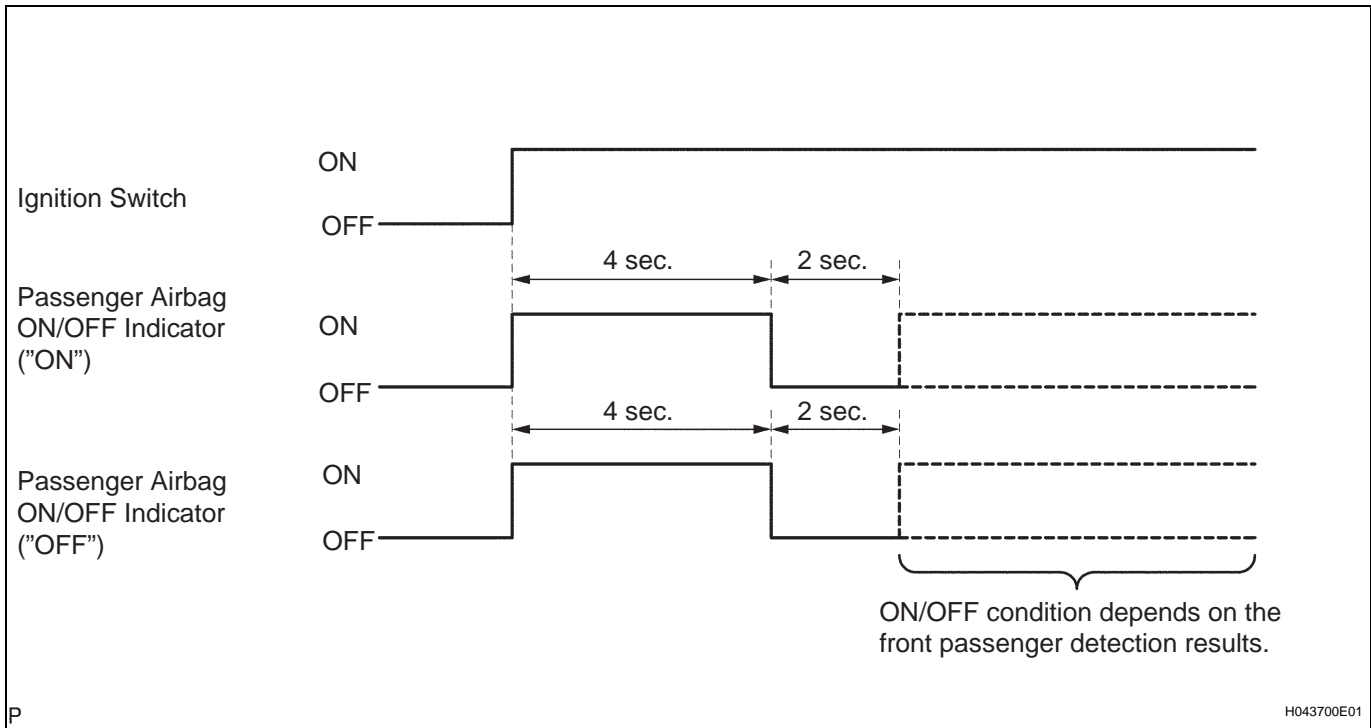 ON
Ignition Switch
OFF
4 sec.
2 sec.
Passenger Airbag
ON/OFF Indicator
(”ON”)
ON
OFF
4 sec.
2 sec.
Passenger Airbag
ON/OFF Indicator
(”OFF”)
ON
OFF
ON/OFF condition depends on the
front passenger detection results.
P
H043700E01